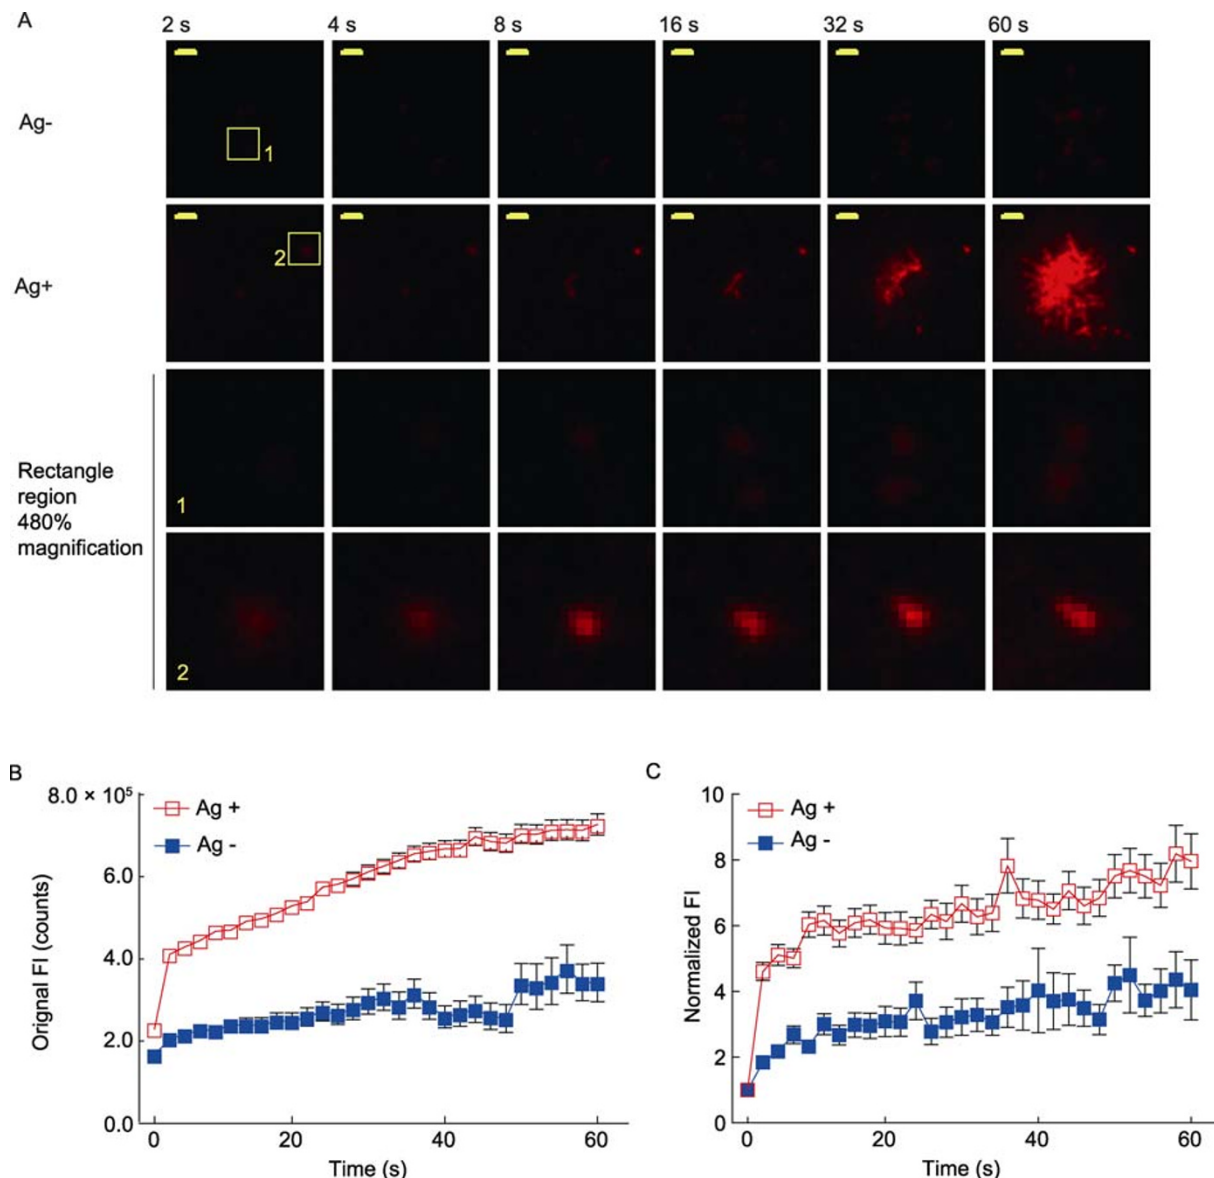 A
2 s 4 s 8 s 16 s 32 s 60 s
Ag-
1
2
Ag+
Rectangle
region
480%
magnification
1
2
B
8.0 × 10⁵
6.0
4.0
2.0
0.0
Original FI (counts)
Ag +
Ag -
0 20 40 60
Time (s)
C
10
8
6
4
2
0
Normalized FI
Ag +
Ag -
0 20 40 60
Time (s)